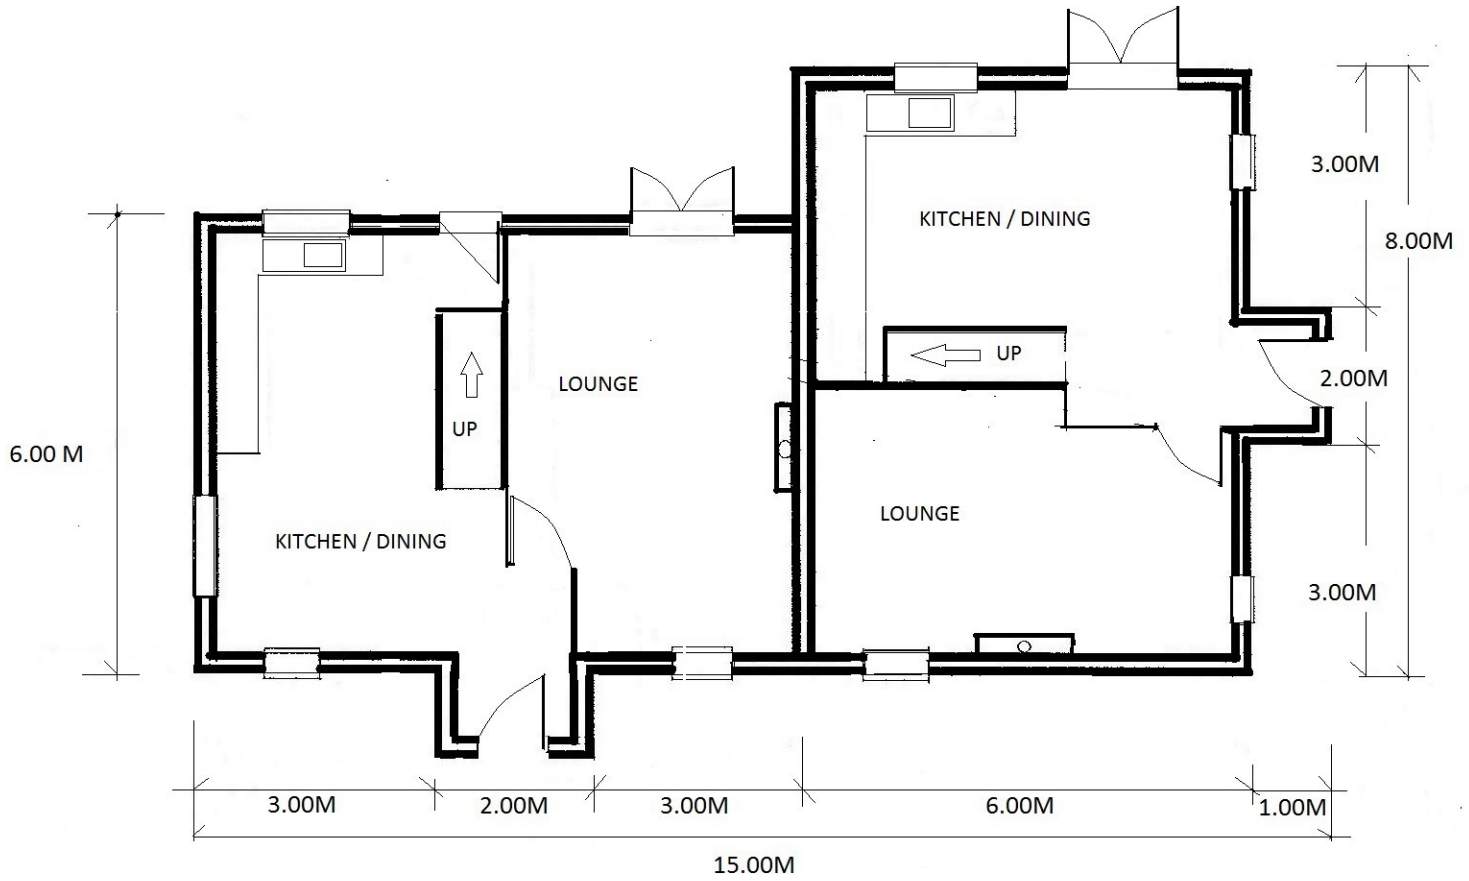 3.00M
KITCHEN / DINING
8.00M
UP
2.00M
LOUNGE
UP
6.00 M
LOUNGE
KITCHEN / DINING
3.00M
3.00M
2.00M
3.00M
6.00M
1.00M
15.00M